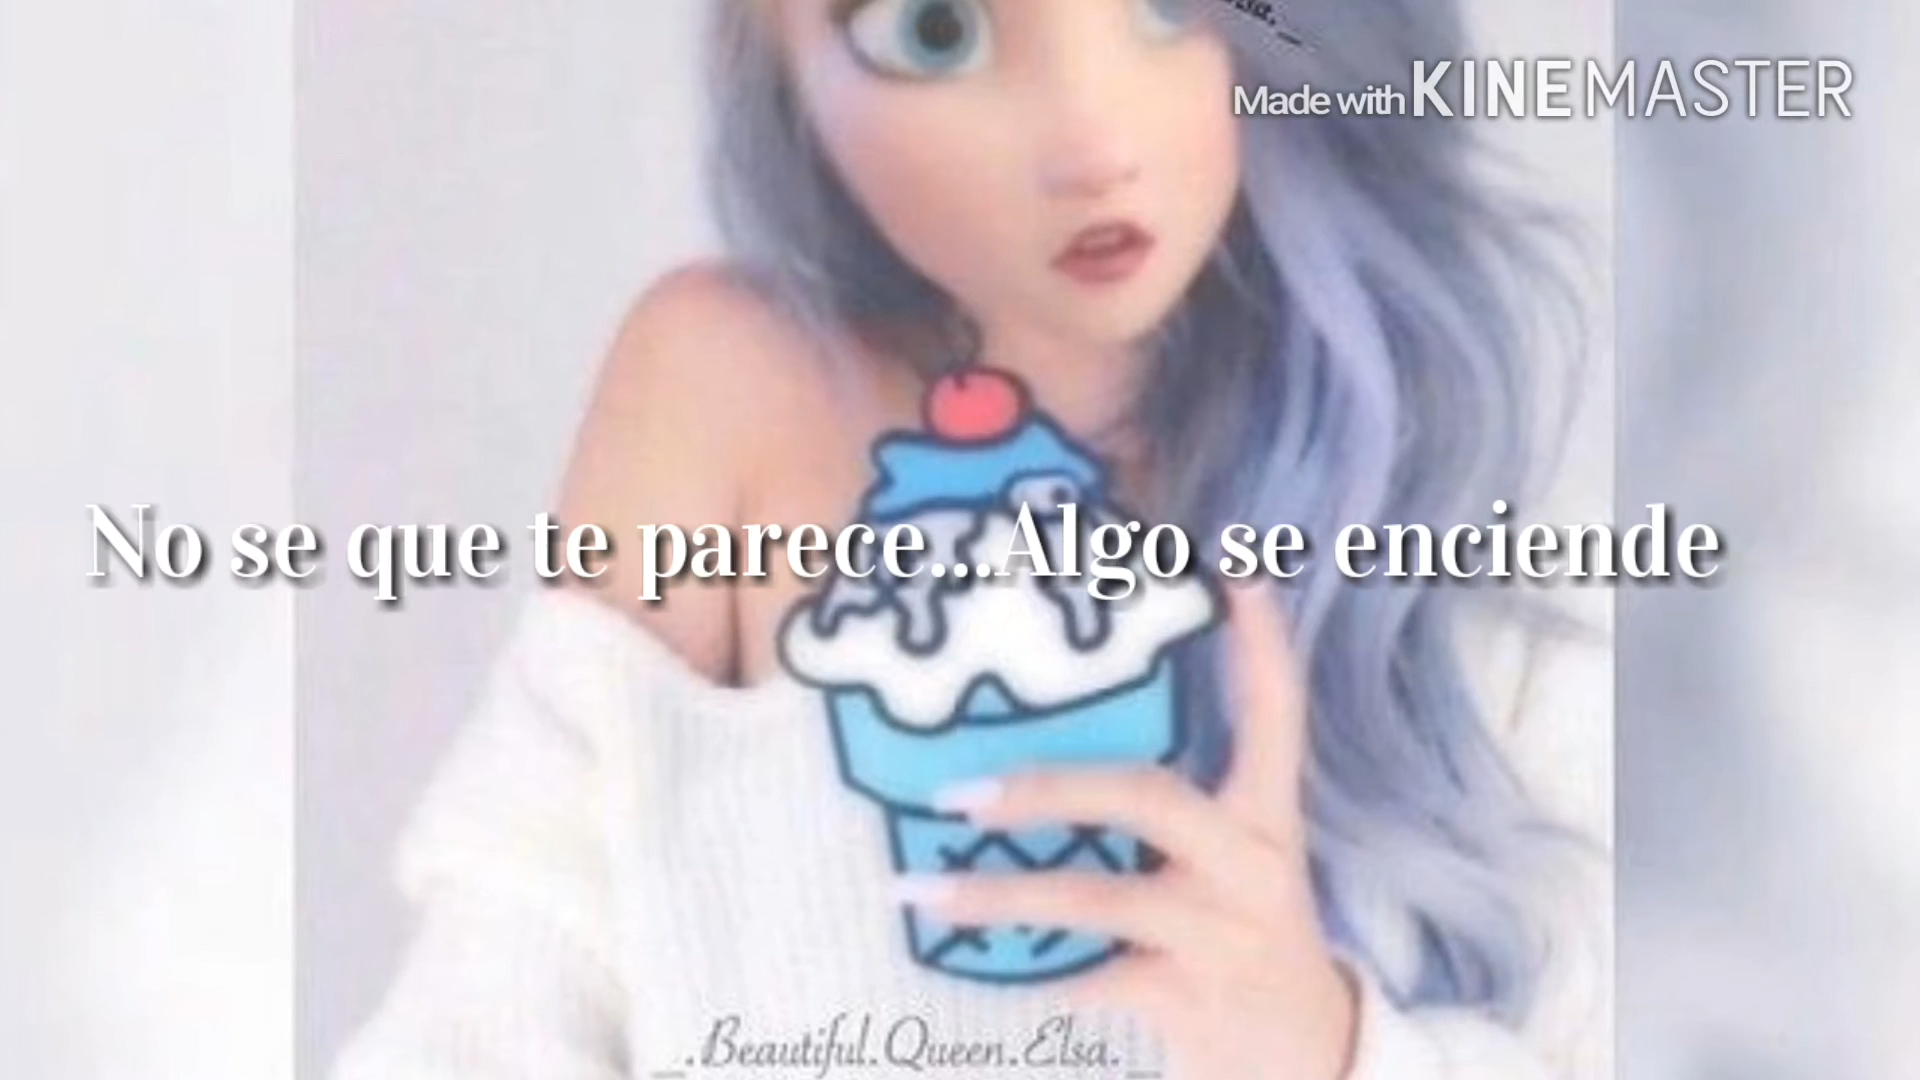 Made with KINEMASTER
No se que te parece...Algo se enciende
_.Beautiful.Queen.Elsa._